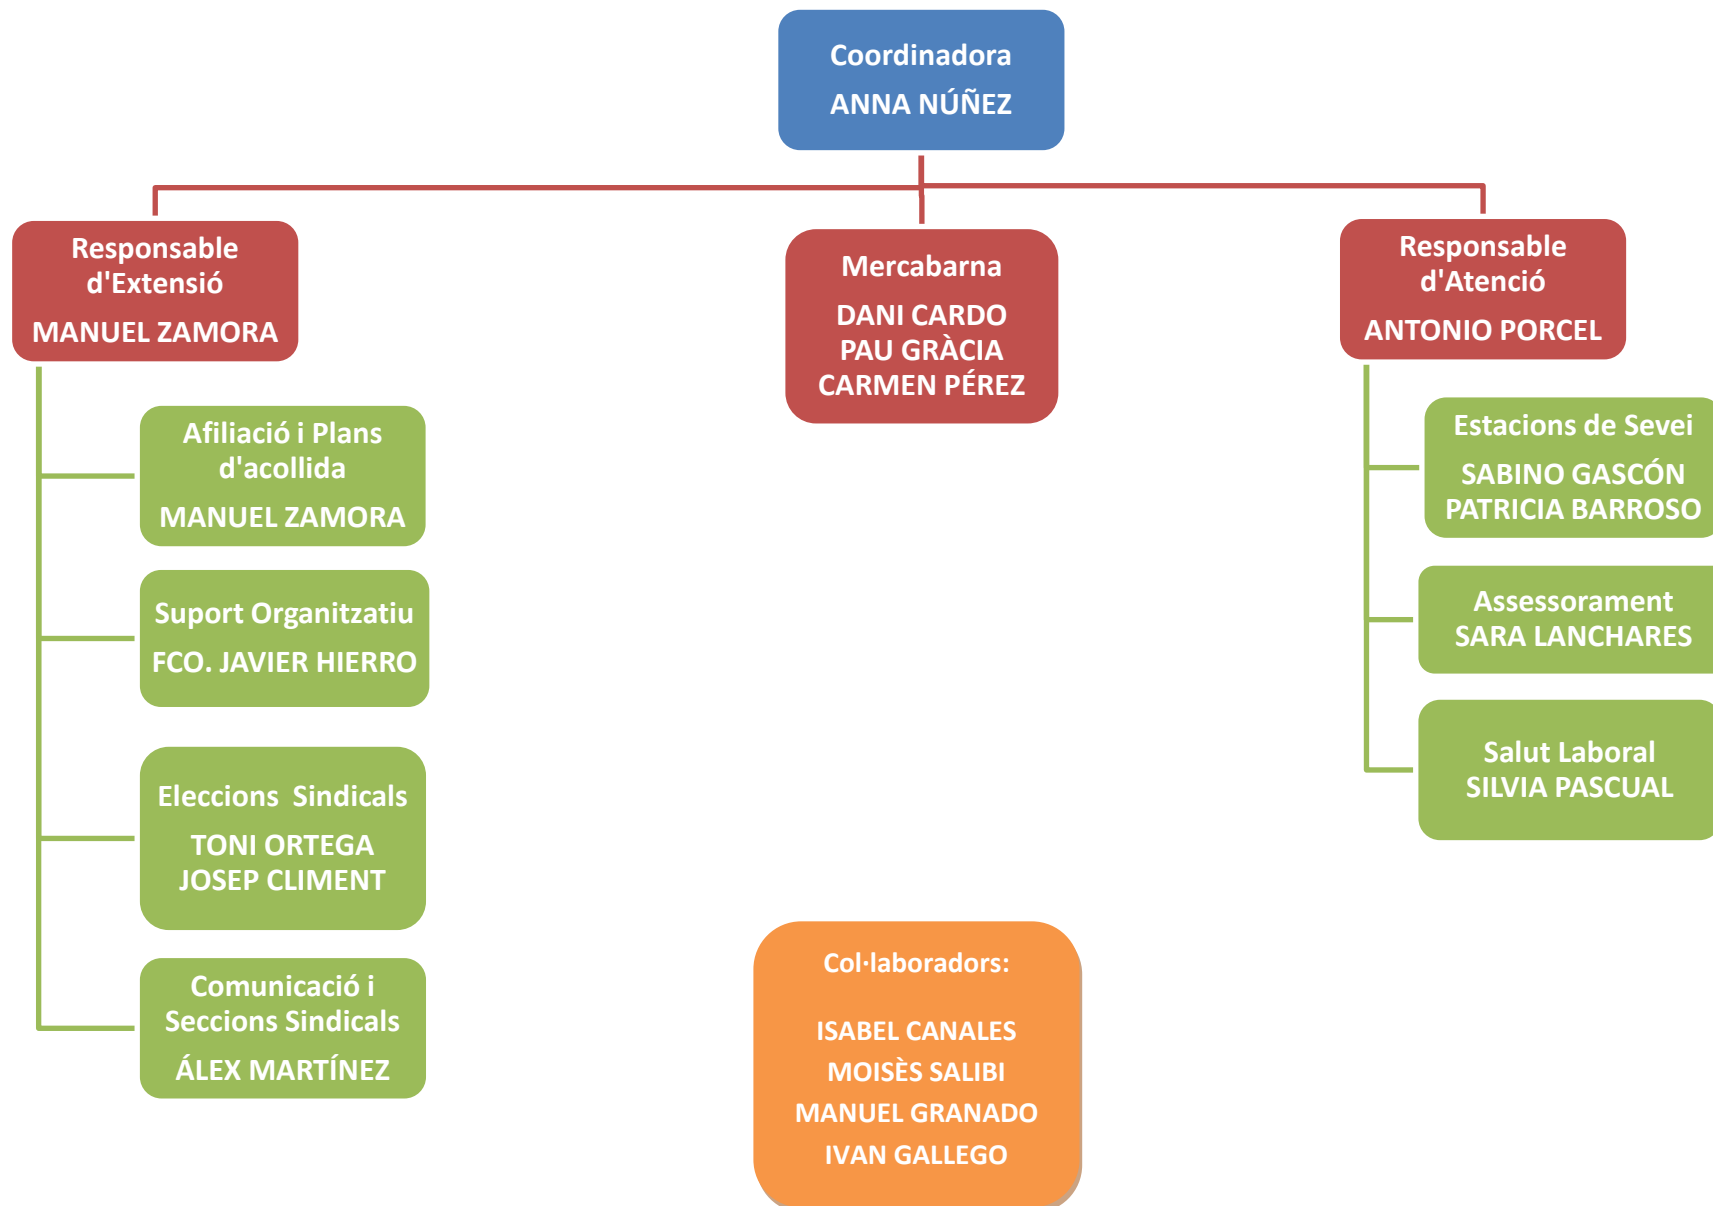 Coordinadora
ANNA NÚÑEZ
Responsable
d'Extensió
MANUEL ZAMORA
Mercabarna
DANI CARDO
PAU GRÀCIA
CARMEN PÉREZ
Responsable
d'Atenció
ANTONIO PORCEL
Afiliació i Plans
d'acollida
MANUEL ZAMORA
Suport Organitzatiu
FCO. JAVIER HIERRO
Eleccions  Sindicals
TONI ORTEGA
JOSEP CLIMENT
Comunicació i
Seccions Sindicals
ÁLEX MARTÍNEZ
Estacions de Sevei
SABINO GASCÓN
PATRICIA BARROSO
Assessorament
SARA LANCHARES
Salut Laboral
SILVIA PASCUAL
Col·laboradors:
ISABEL CANALES
MOISÈS SALIBI
MANUEL GRANADO
IVAN GALLEGO